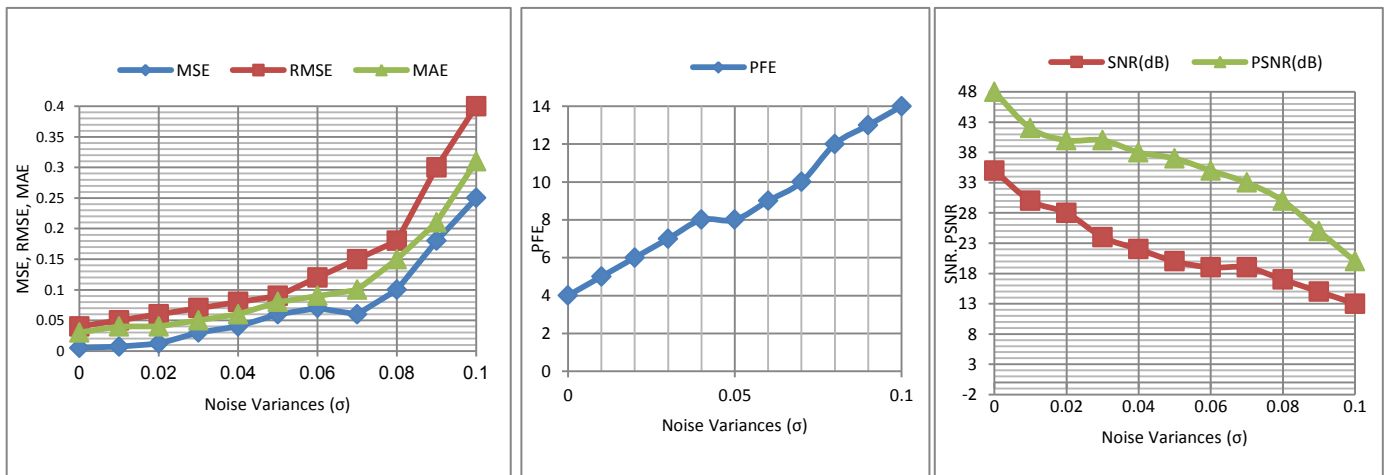 MSE RMSE MAE
0.4
0.35
0.3
0.25
0.2
0.15
0.1
0.05
0
MSE, RMSE, MAE
0 0.02 0.04 0.06 0.08 0.1
Noise Variances (σ)
PFE
14
12
10
8
6
4
2
0
PFE
0 0.05 0.1
Noise Variances (σ)
SNR(dB) PSNR(dB)
48
43
38
33
28
23
18
13
8
3
-2
SNR. PSNR
0 0.02 0.04 0.06 0.08 0.1
Noise Variances (σ)